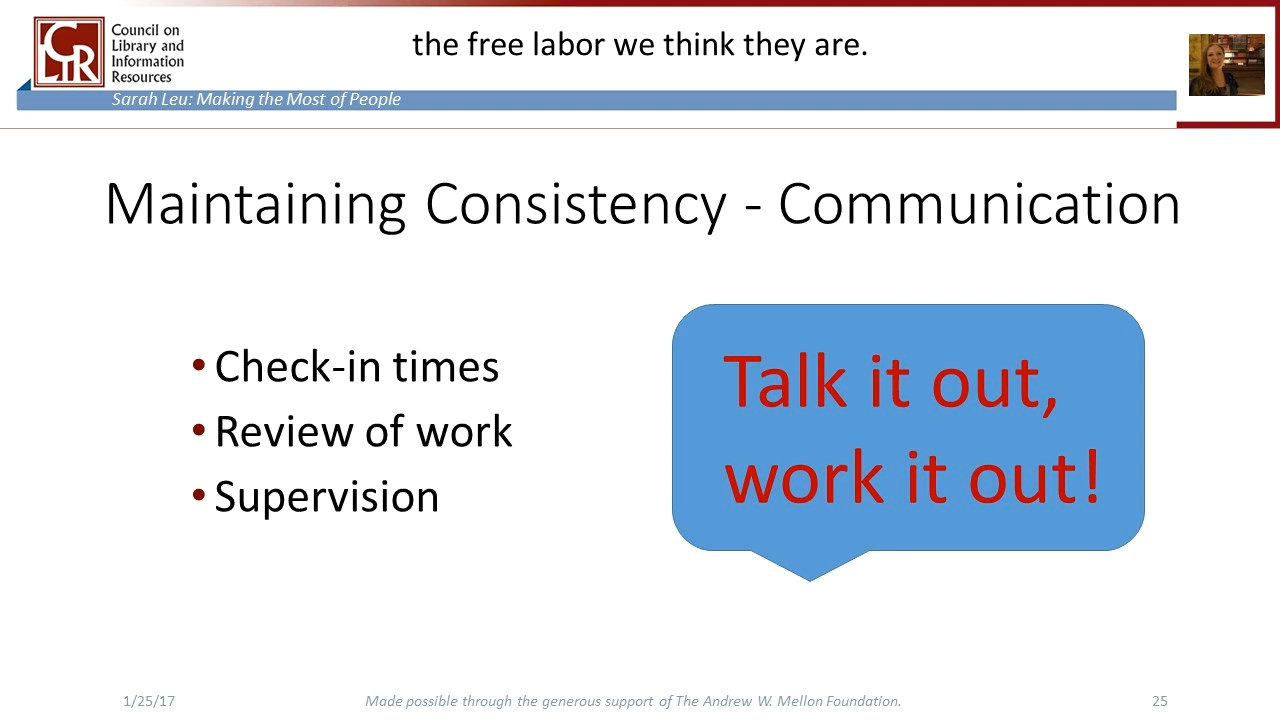 CLIR
Council on
Library and
Information
Resources
the free labor we think they are.
Sarah Leu: Making the Most of People
Maintaining Consistency - Communication
• Check-in times
• Review of work
• Supervision
Talk it out,
work it out!
1/25/17
Made possible through the generous support of The Andrew W. Mellon Foundation.
25